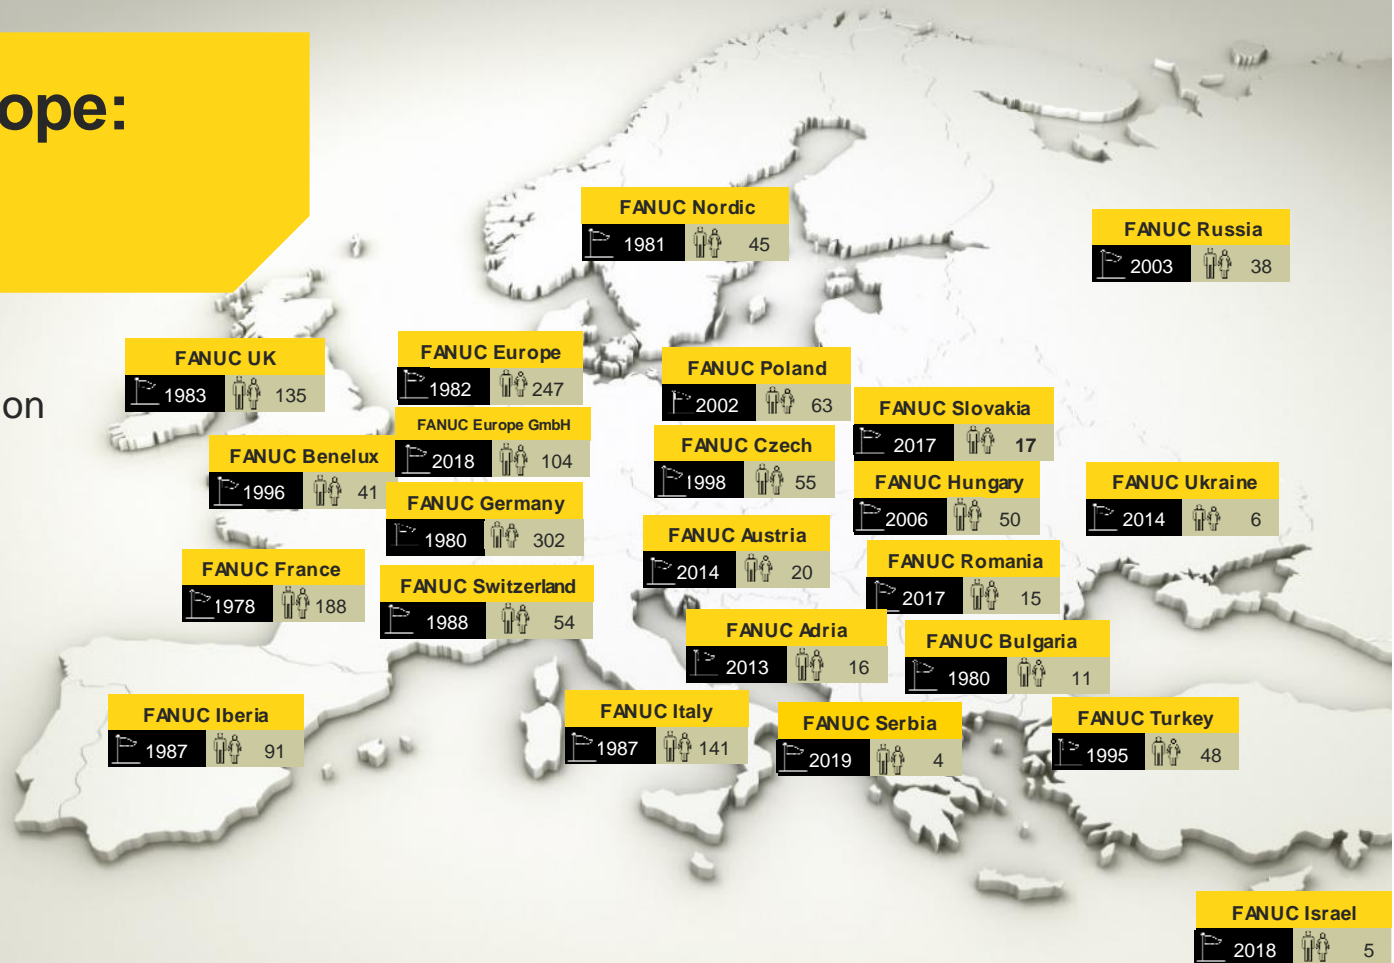 ope:
on
FANUC Nordic
1981 45
FANUC Russia
2003 38
FANUC UK
1983 135
FANUC Europe
1982 247
FANUC Poland
2002 63
FANUC Slovakia
2017 17
FANUC Europe GmbH
2018 104
FANUC Benelux
1996 41
FANUC Czech
1998 55
FANUC Hungary
2006 50
FANUC Ukraine
2014 6
FANUC Germany
1980 302
FANUC Austria
2014 20
FANUC Romania
2017 15
FANUC France
1978 188
FANUC Switzerland
1988 54
FANUC Adria
2013 16
FANUC Bulgaria
1980 11
FANUC Iberia
1987 91
FANUC Italy
1987 141
FANUC Serbia
2019 4
FANUC Turkey
1995 48
FANUC Israel
2018 5